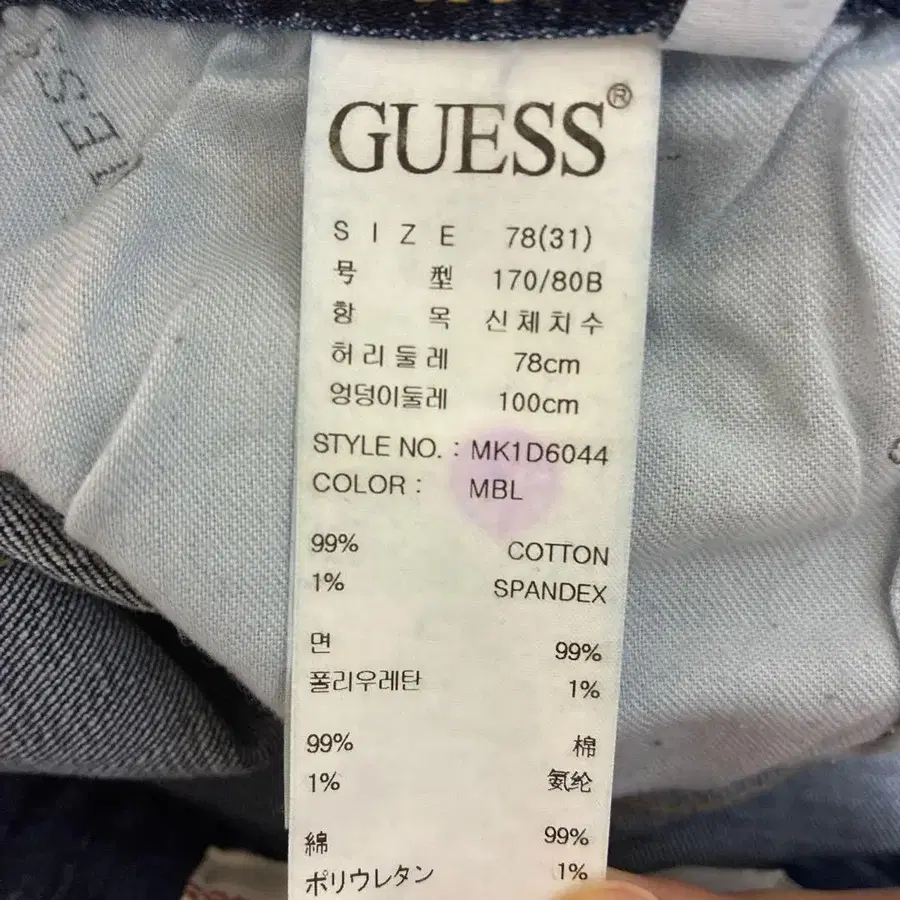 GUESS®
SIZE 78(31)
号 型 170/80B
항 목 신체치수
허리둘레 78cm
엉덩이둘레 100cm
STYLE NO. : MK1D6044
COLOR : MBL
99% COTTON
1% SPANDEX
면 99%
폴리우레탄 1%
99% 棉
1% 氨纶
綿 99%
ポリウレタン 1%